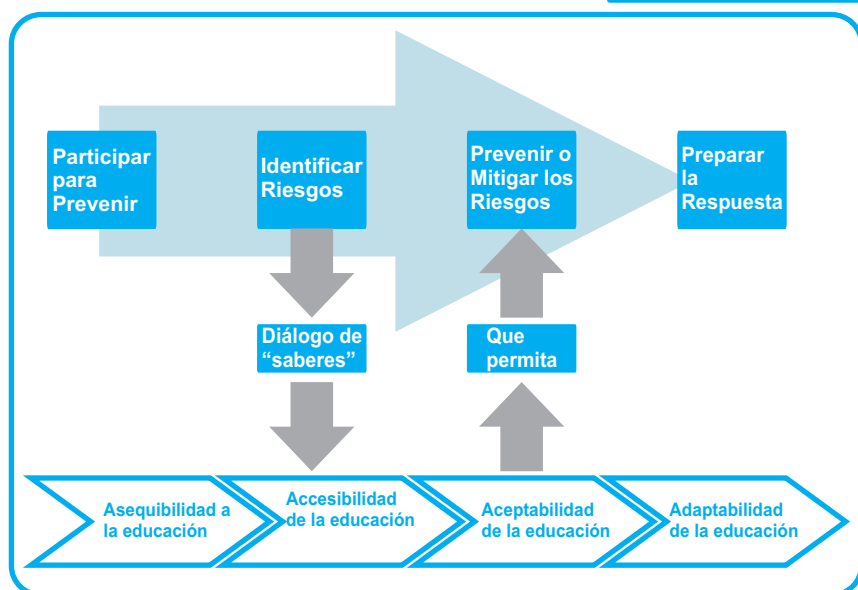 Participar
para
Prevenir
Identificar
Riesgos
Prevenir o
Mitigar los
Riesgos
Preparar
la
Respuesta
Diálogo de
“saberes”
Que
permita
Asequibilidad a
la educación
Accesibilidad
de la educación
Aceptabilidad
de la educación
Adaptabilidad
de la educación